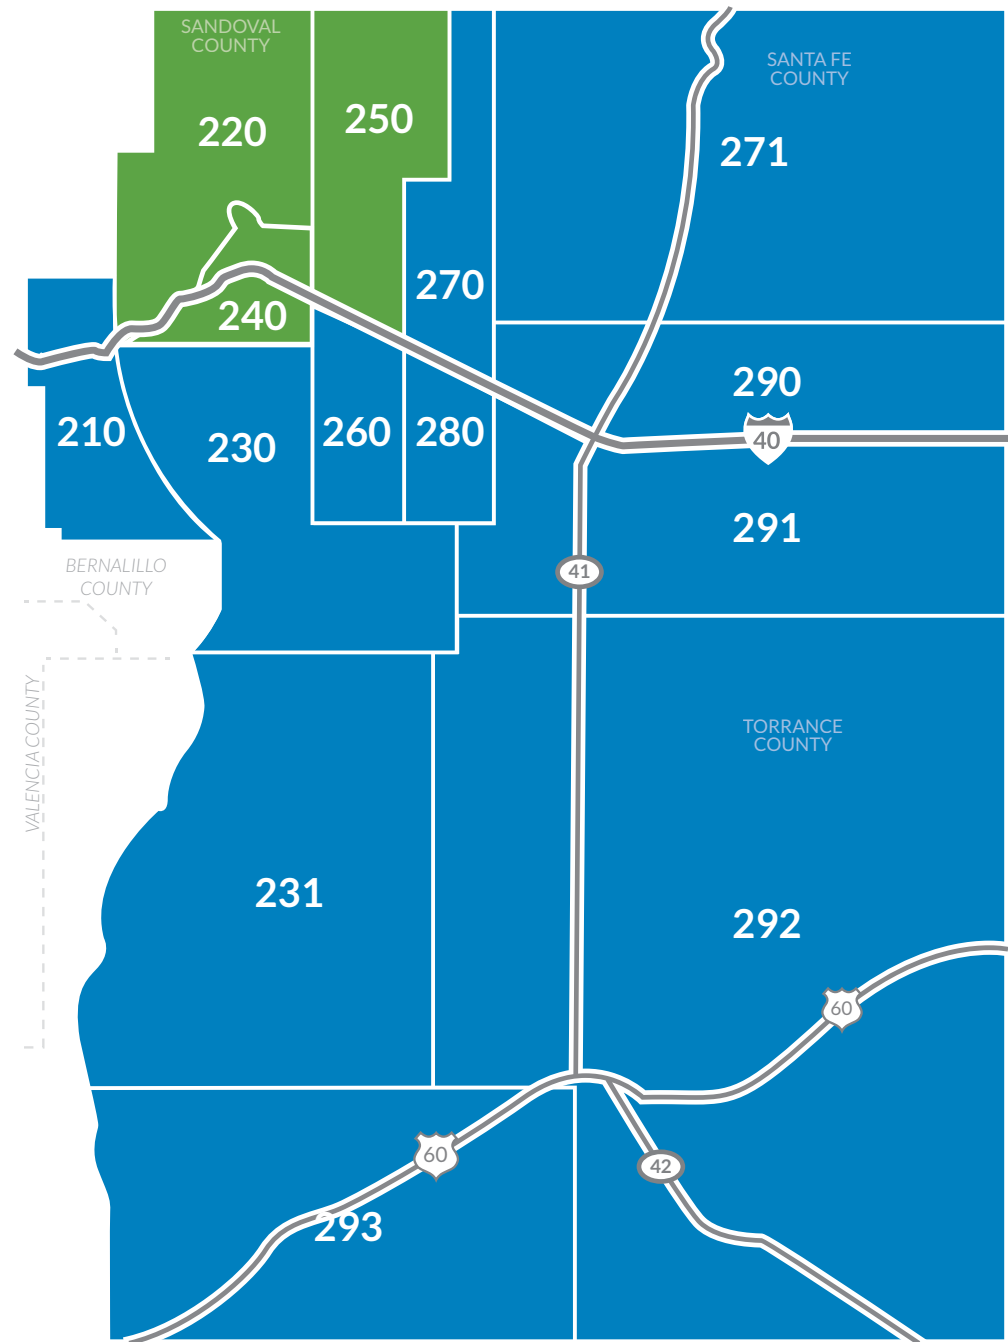 SANDOVAL
COUNTY
SANTA FE
COUNTY
220
250
271
270
240
290
210
230
260
280
40
291
41
BERNALILLO
COUNTY
VALENCIA COUNTY
TORRANCE
COUNTY
231
292
60
60
42
293